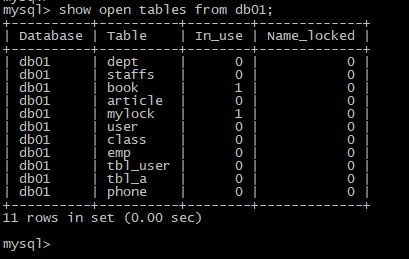 mysql> show open tables from db01;
+----------+----------+--------+-------------+
| Database | Table    | In_use | Name_locked |
+----------+----------+--------+-------------+
| db01     | dept     |      0 |           0 |
| db01     | staffs   |      0 |           0 |
| db01     | book     |      1 |           0 |
| db01     | article  |      0 |           0 |
| db01     | mylock   |      1 |           0 |
| db01     | user     |      0 |           0 |
| db01     | class    |      0 |           0 |
| db01     | emp      |      0 |           0 |
| db01     | tbl_user |      0 |           0 |
| db01     | tbl_a    |      0 |           0 |
| db01     | phone    |      0 |           0 |
+----------+----------+--------+-------------+
11 rows in set (0.00 sec)
mysql>